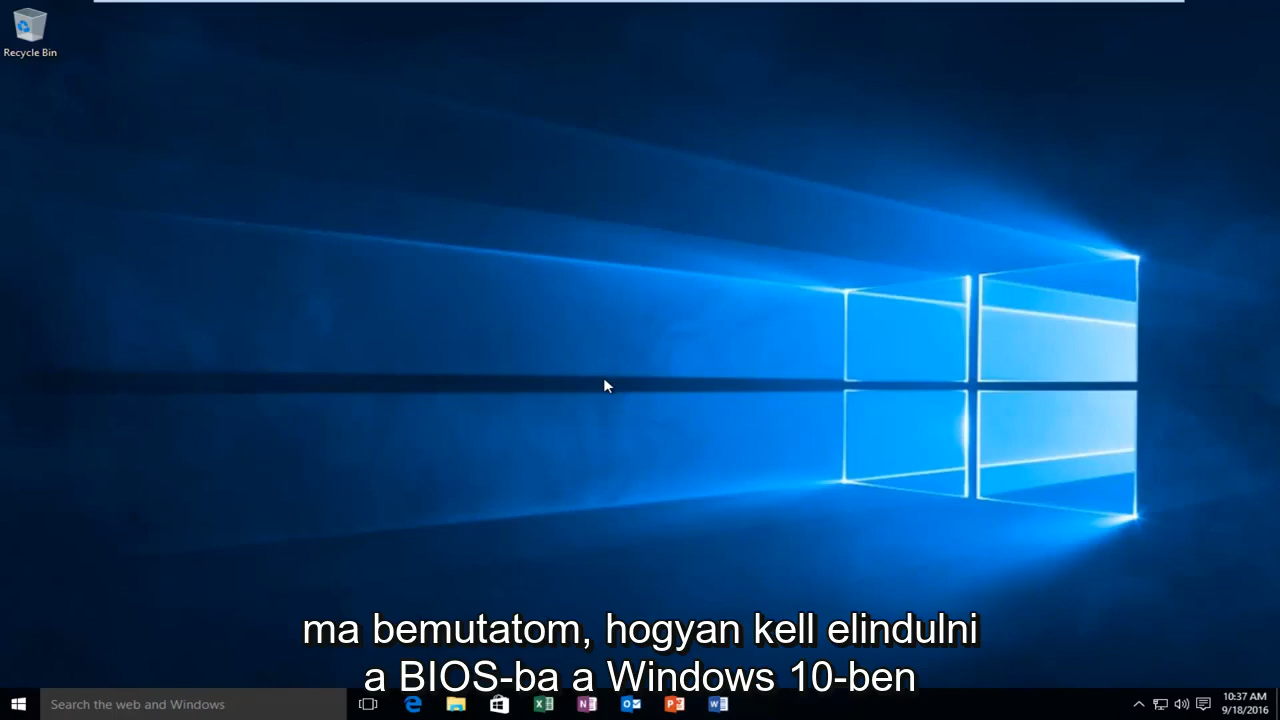 Recycle Bin
ma bemutatom, hogyan kell elindulni
a BIOS-ba a Windows 10-ben
Search the web and Windows
10:37 AM
9/18/2016